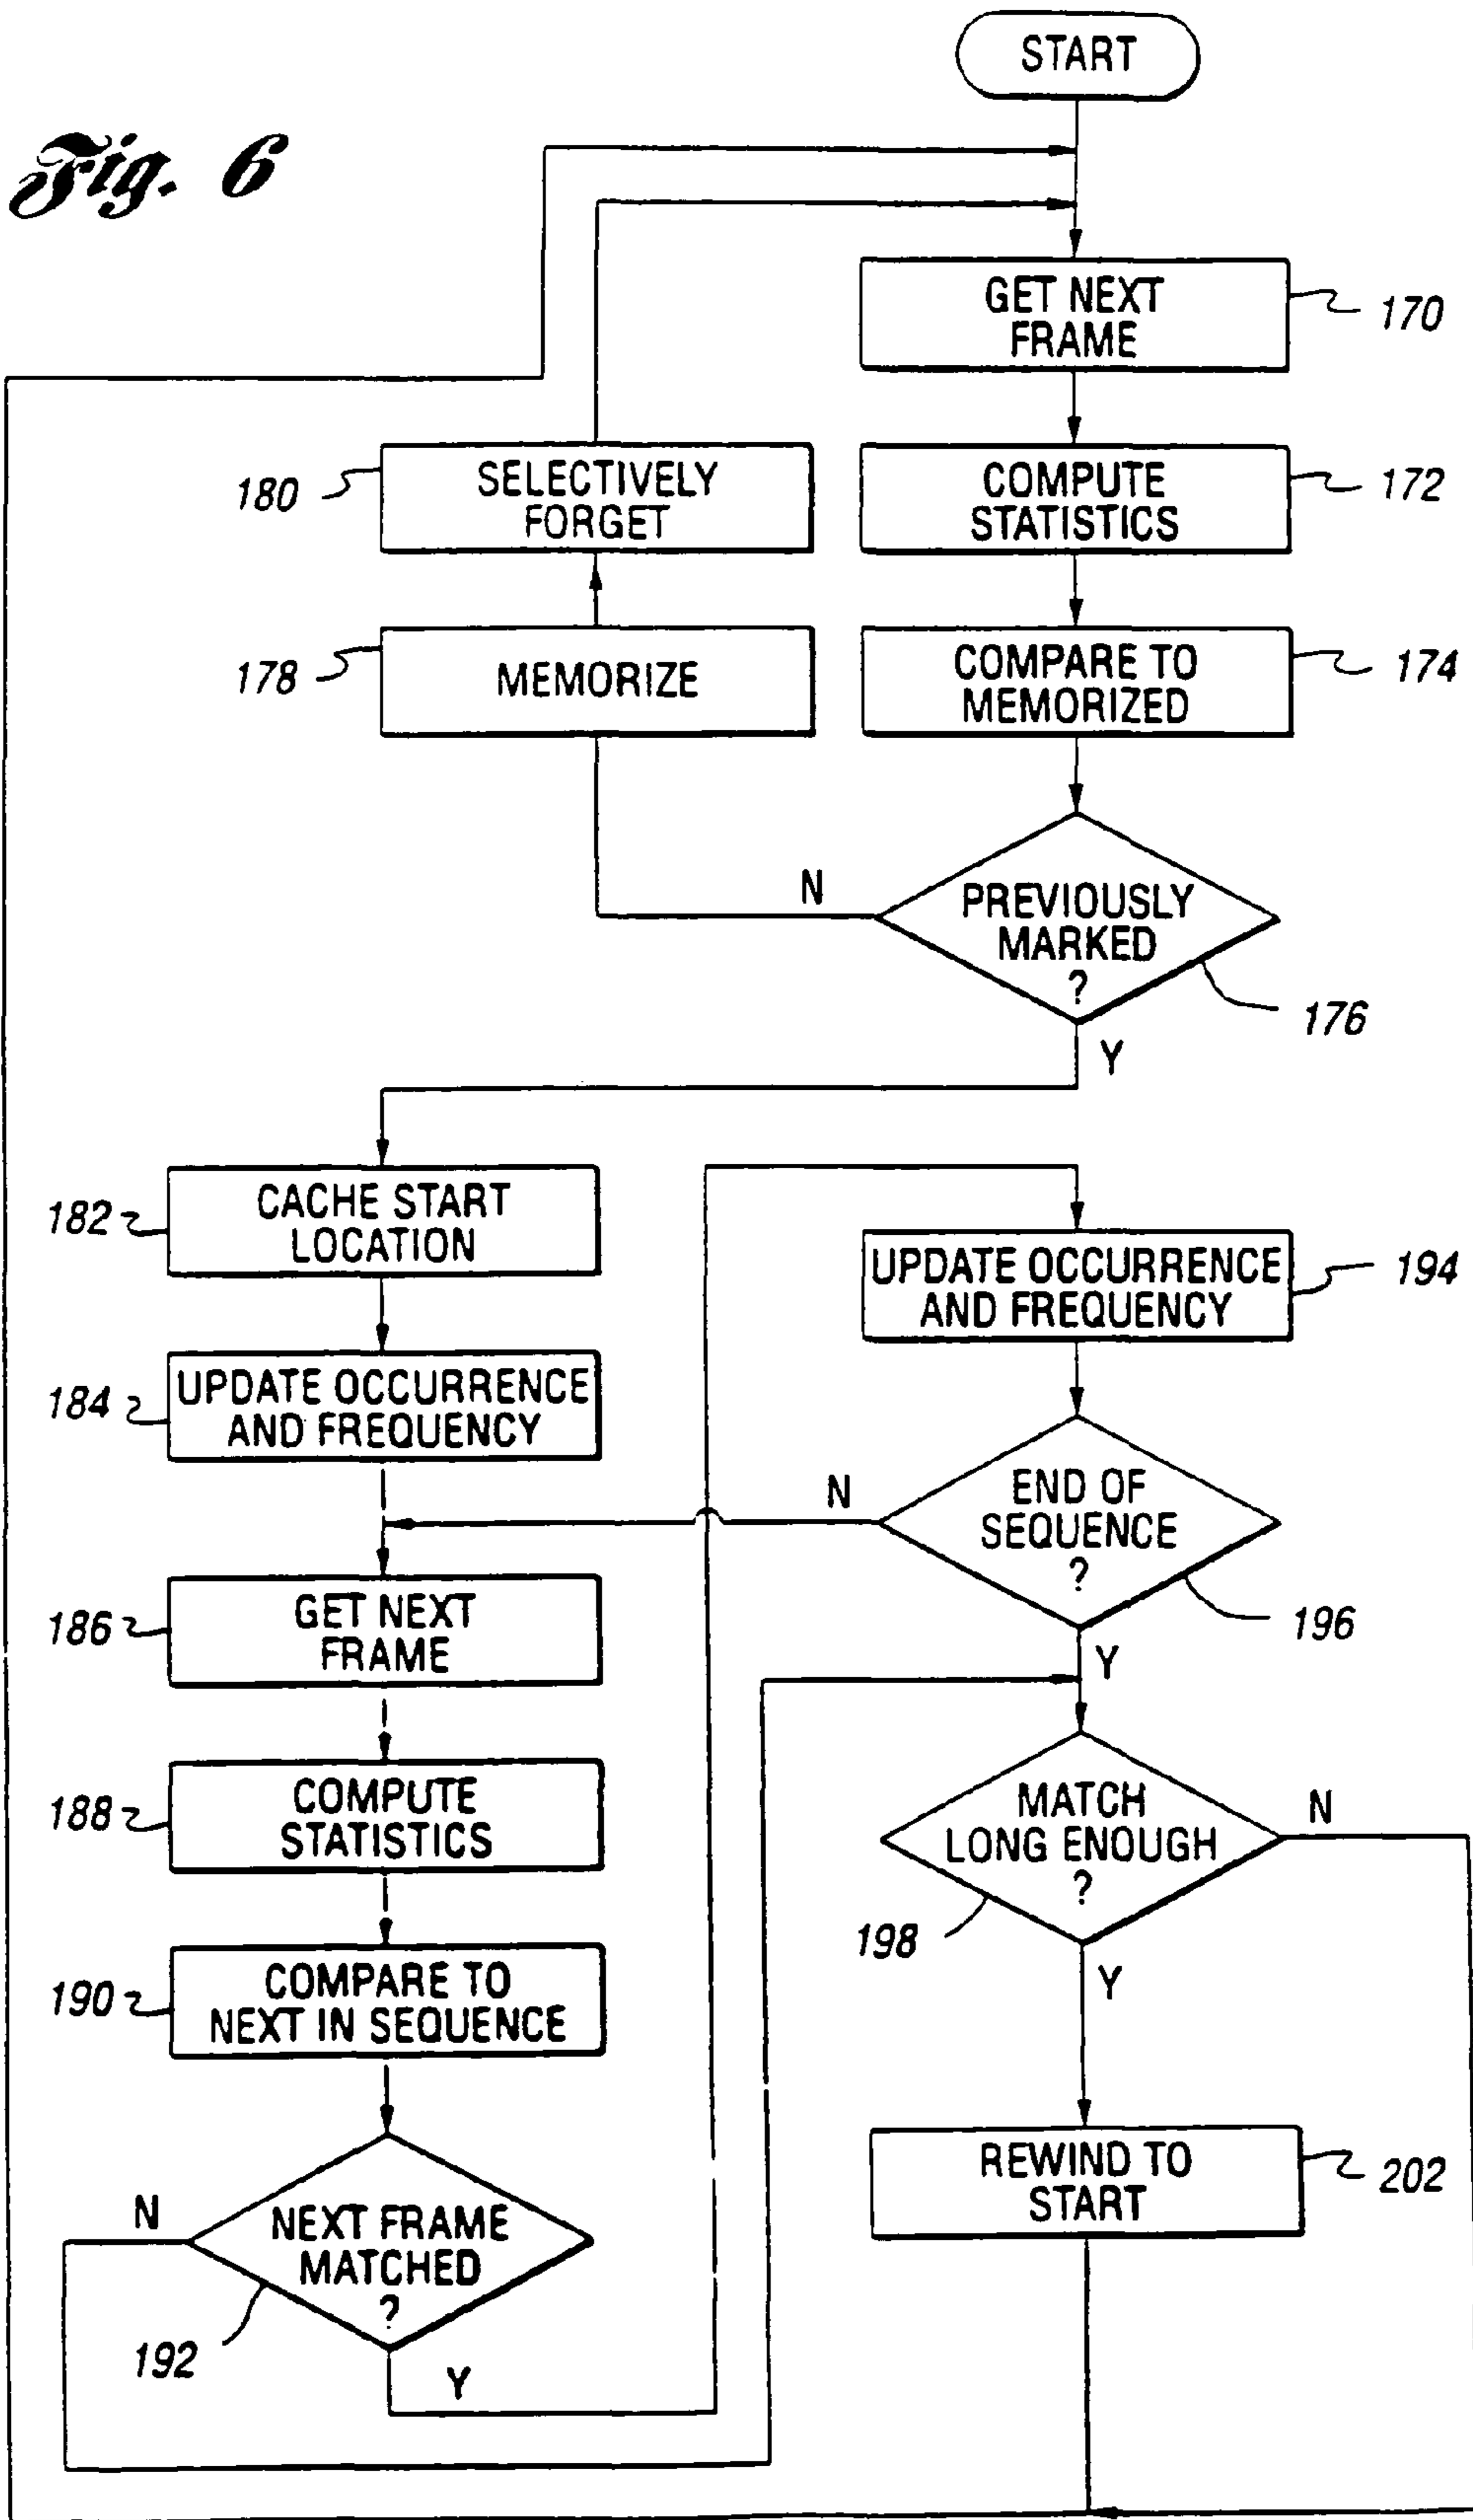 Fig. 6
START
GET NEXT
FRAME
170
COMPUTE
STATISTICS
172
SELECTIVELY
FORGET
180
COMPARE TO
MEMORIZED
174
MEMORIZE
178
PREVIOUSLY
MARKED
?
176
N
Y
CACHE START
LOCATION
182
UPDATE OCCURRENCE
AND FREQUENCY
184
GET NEXT
FRAME
186
COMPUTE
STATISTICS
188
COMPARE TO
NEXT IN SEQUENCE
190
NEXT FRAME
MATCHED
?
192
N
Y
UPDATE OCCURRENCE
AND FREQUENCY
194
END OF
SEQUENCE
?
196
N
Y
MATCH
LONG ENOUGH
?
198
N
Y
REWIND TO
START
202